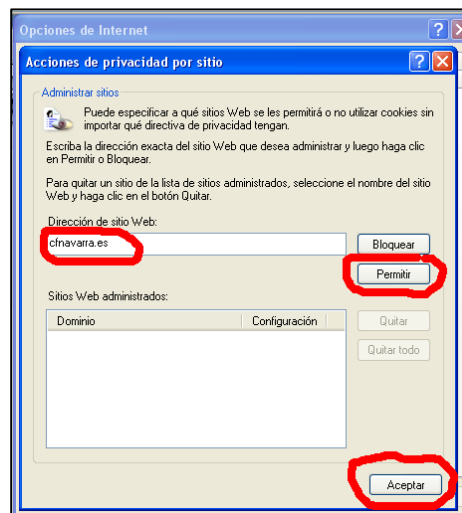 Opciones de Internet
Acciones de privacidad por sitio
Administrar sitios
Puede especificar a qué sitios Web se les permitirá o no utilizar cookies sin
importar qué directiva de privacidad tengan.
Escriba la dirección exacta del sitio Web que desea administrar y luego haga clic
en Permitir o Bloquear.
Para quitar un sitio de la lista de sitios administrados, seleccione el nombre del sitio
Web y haga clic en el botón Quitar.
Dirección de sitio Web:
cfnavarra.es
Bloquear
Permitir
Sitios Web administrados:
Dominio Configuración
Quitar
Quitar todo
Aceptar